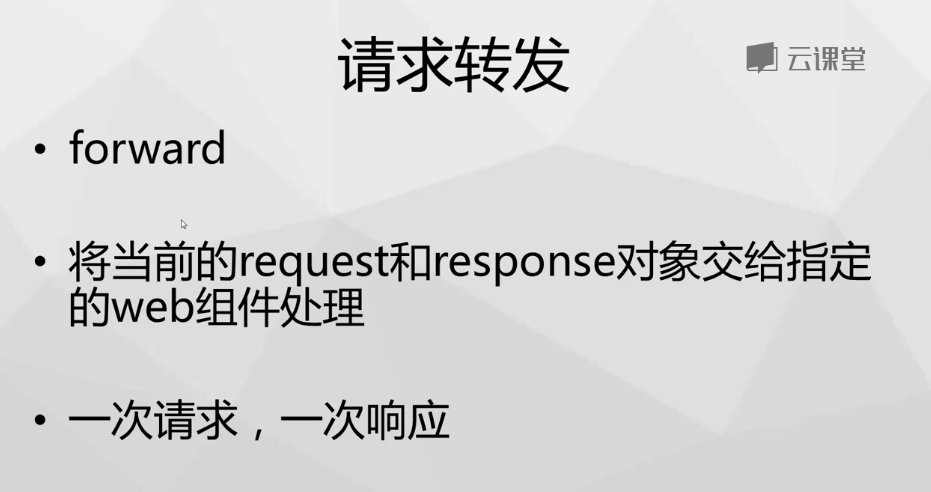 请求转发
云课堂
• forward
• 将当前的request和response对象交给指定
的web组件处理
• 一次请求，一次响应